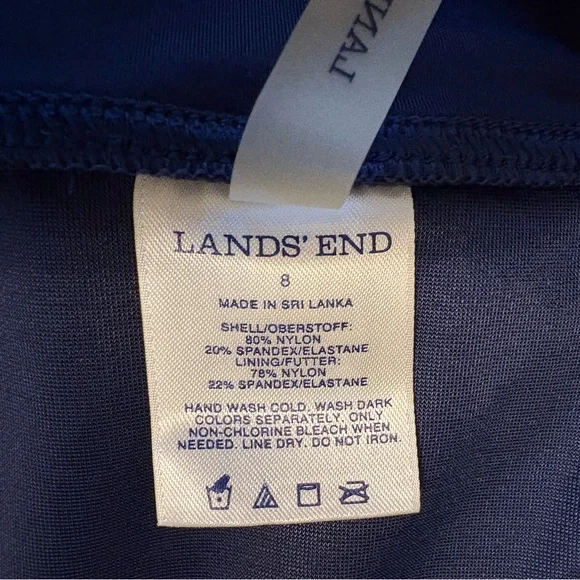 LANDS' END
8
MADE IN SRI LANKA
SHELL/OBERSTOFF:
80% NYLON
20% SPANDEX/ELASTANE
LINING/FUTTER:
78% NYLON
22% SPANDEX/ELASTANE
HAND WASH COLD. WASH DARK
COLORS SEPARATELY. ONLY
NON-CHLORINE BLEACH WHEN
NEEDED. LINE DRY. DO NOT IRON.